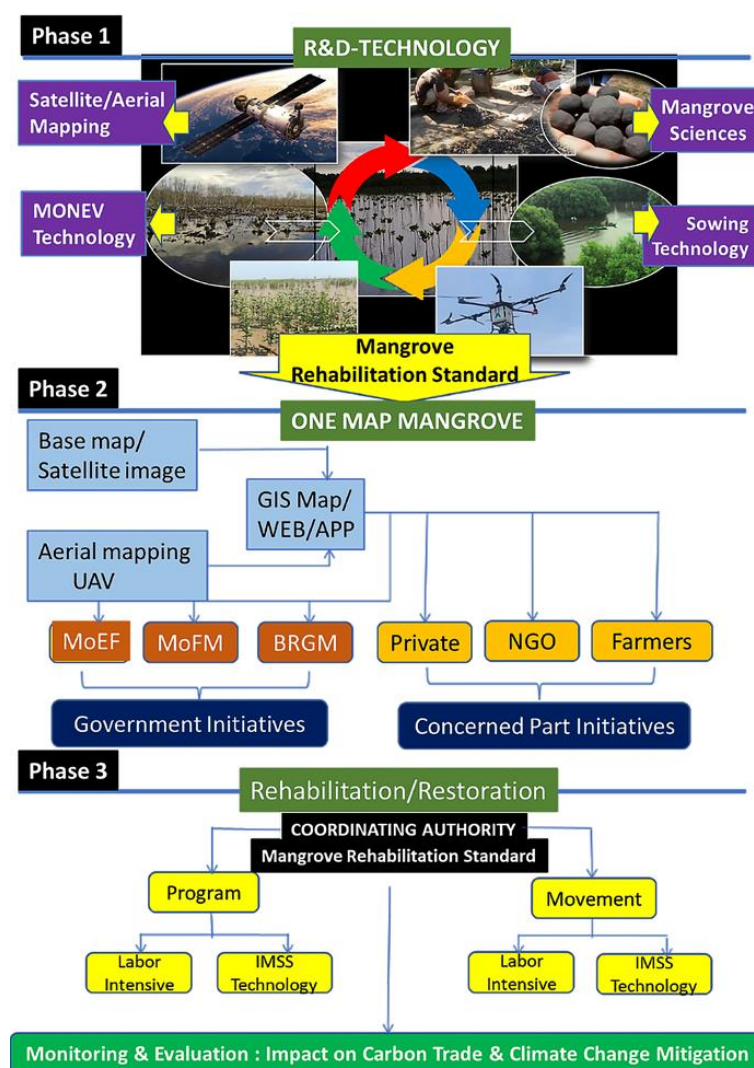 Phase 1
R&D-TECHNOLOGY
Satellite/Aerial
Mapping
Mangrove
Sciences
MONEV
Technology
Sowing
Technology
Mangrove
Rehabilitation Standard
Phase 2
ONE MAP MANGROVE
Base map/
Satellite image
GIS Map/
WEB/APP
Aerial mapping
UAV
MoEF
MoFM
BRGM
Private
NGO
Farmers
Government Initiatives
Concerned Part Initiatives
Phase 3
Rehabilitation/Restoration
COORDINATING AUTHORITY
Mangrove Rehabilitation Standard
Program
Movement
Labor
Intensive
IMSS
Technology
Labor
Intensive
IMSS
Technology
Monitoring & Evaluation : Impact on Carbon Trade & Climate Change Mitigation